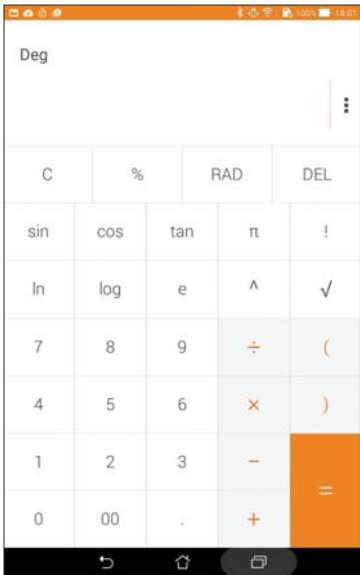 100% 18:01
Deg
C % RAD DEL
sin cos tan π !
ln log e ^ √
7 8 9 ÷ (
4 5 6 × )
1 2 3 −
=
0 00 . +